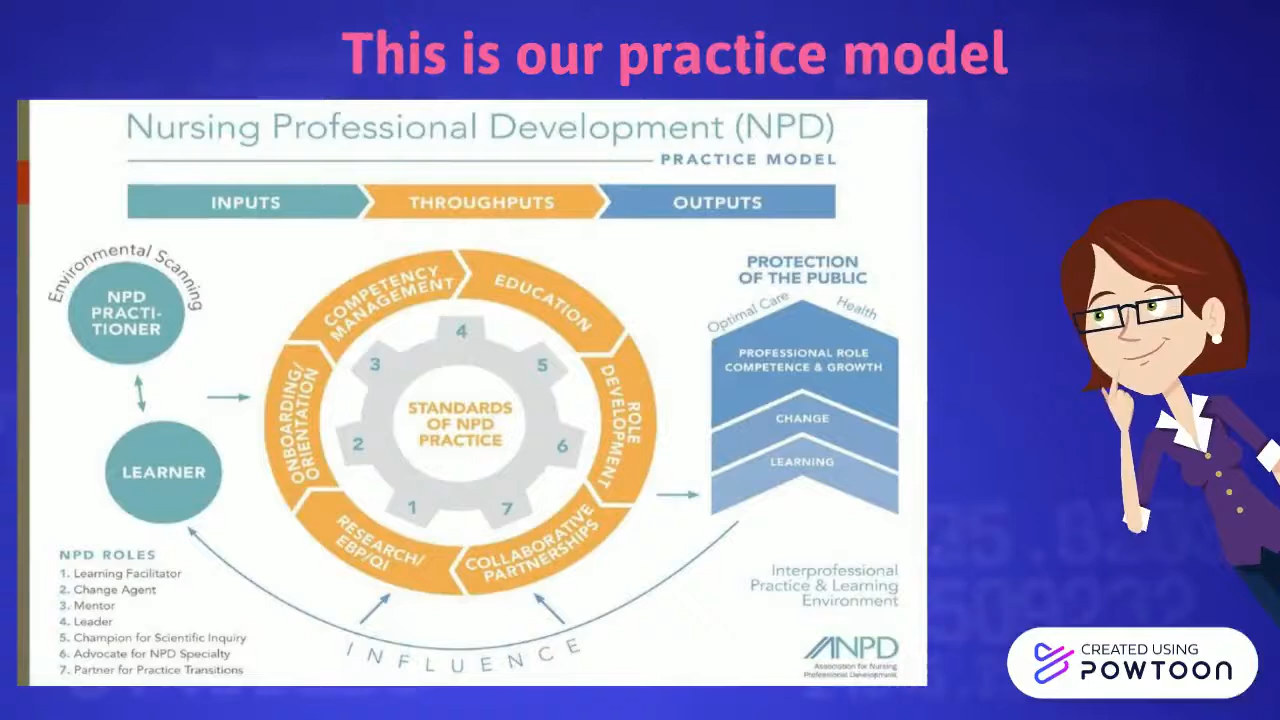 This is our practice model
Nursing Professional Development (NPD)
PRACTICE MODEL
INPUTS
THROUGHPUTS
OUTPUTS
Environmental Scanning
NPD
PRACTI-
TIONER
LEARNER
COMPETENCY
MANAGEMENT
EDUCATION
ROLE
DEVELOPMENT
COLLABORATIVE
PARTNERSHIPS
RESEARCH/
EBP/QI
ONBOARDING/
ORIENTATION
1
2
3
4
5
6
7
STANDARDS
OF NPD
PRACTICE
PROTECTION
OF THE PUBLIC
Optimal Care
Health
PROFESSIONAL ROLE
COMPETENCE & GROWTH
CHANGE
LEARNING
NPD ROLES
1. Learning Facilitator
2. Change Agent
3. Mentor
4. Leader
5. Champion for Scientific Inquiry
6. Advocate for NPD Specialty
7. Partner for Practice Transitions
INFLUENCE
Interprofessional
Practice & Learning
Environment
ANPD
Association for Nursing
Professional Development
CREATED USING
POWTOON